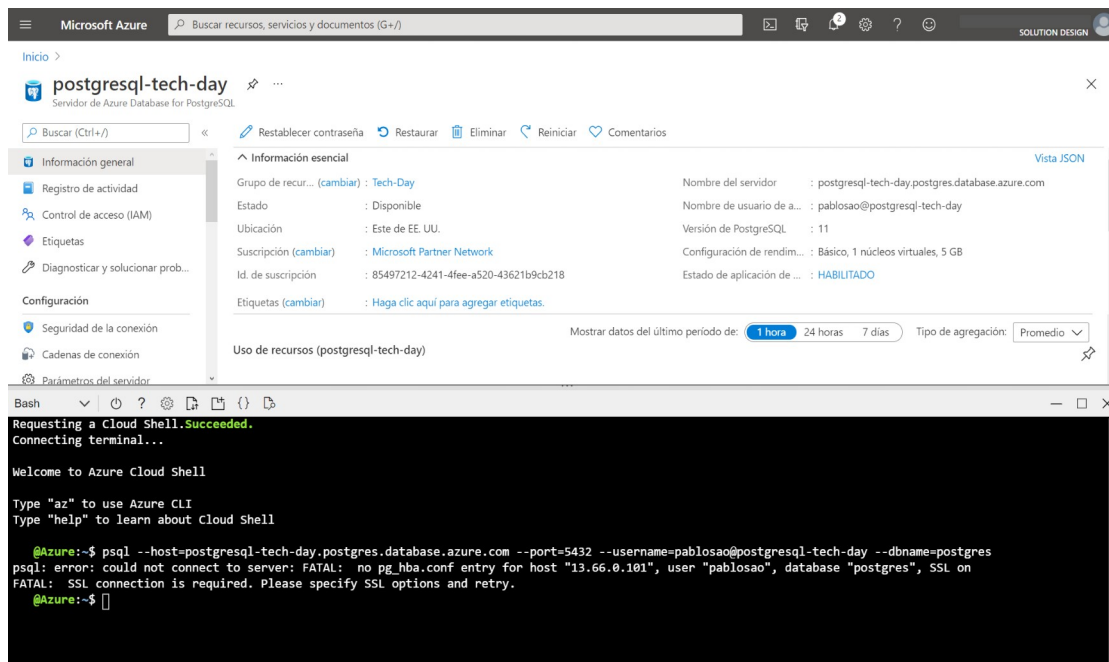 Microsoft Azure
Buscar recursos, servicios y documentos (G+/)
2
SOLUTION DESIGN
Inicio >
postgresql-tech-day
Servidor de Azure Database for PostgreSQL
Buscar (Ctrl+/)
Restablecer contraseña Restaurar Eliminar Reiniciar Comentarios
Información general
Registro de actividad
Control de acceso (IAM)
Etiquetas
Diagnosticar y solucionar prob...
Configuración
Seguridad de la conexión
Cadenas de conexión
Parámetros del servidor
Información esencial
Vista JSON
Grupo de recur... (cambiar) : Tech-Day
Estado : Disponible
Ubicación : Este de EE. UU.
Suscripción (cambiar) : Microsoft Partner Network
Id. de suscripción : 85497212-4241-4fee-a520-43621b9cb218
Etiquetas (cambiar) : Haga clic aquí para agregar etiquetas.
Nombre del servidor : postgresql-tech-day.postgres.database.azure.com
Nombre de usuario de a... : pablosao@postgresql-tech-day
Versión de PostgreSQL : 11
Configuración de rendim... : Básico, 1 núcleos virtuales, 5 GB
Estado de aplicación de ... : HABILITADO
Mostrar datos del último período de: 1 hora 24 horas 7 días Tipo de agregación: Promedio
Uso de recursos (postgresql-tech-day)
Bash
Requesting a Cloud Shell.Succeeded.
Connecting terminal...
Welcome to Azure Cloud Shell
Type "az" to use Azure CLI
Type "help" to learn about Cloud Shell
@Azure:~$ psql --host=postgresql-tech-day.postgres.database.azure.com --port=5432 --username=pablosao@postgresql-tech-day --dbname=postgres
psql: error: could not connect to server: FATAL:  no pg_hba.conf entry for host "13.66.0.101", user "pablosao", database "postgres", SSL on
FATAL:  SSL connection is required. Please specify SSL options and retry.
@Azure:~$